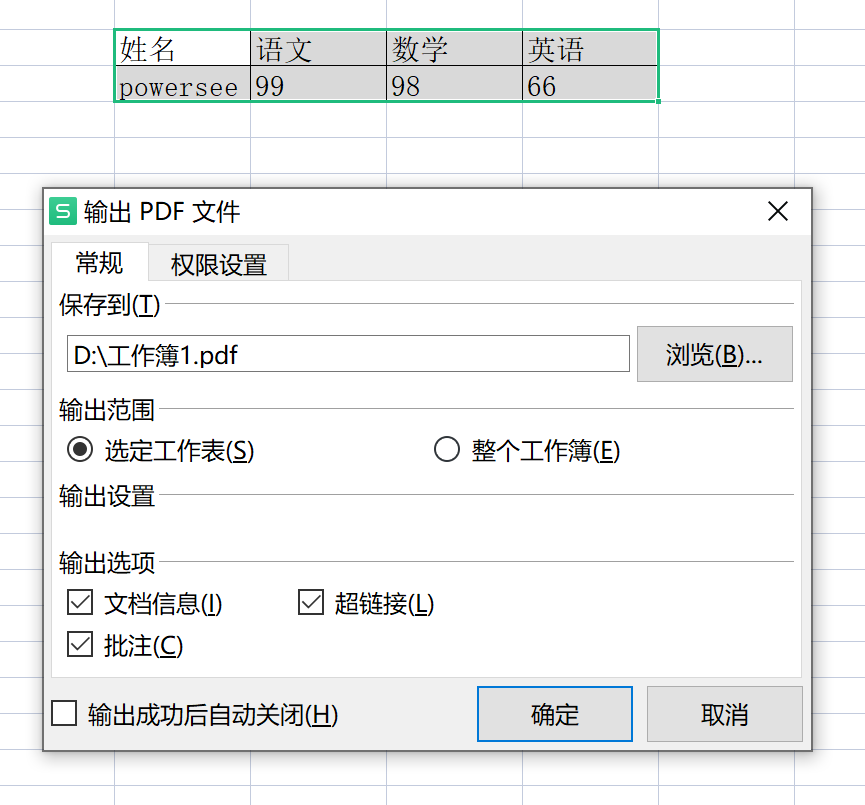 姓名 语文 数学 英语
powersee 99 98 66
S 输出 PDF 文件
常规 权限设置
保存到(T)
D:\工作簿1.pdf 浏览(B)...
输出范围
选定工作表(S) 整个工作簿(E)
输出设置
输出选项
文档信息(I) 超链接(L)
批注(C)
输出成功后自动关闭(H) 确定 取消